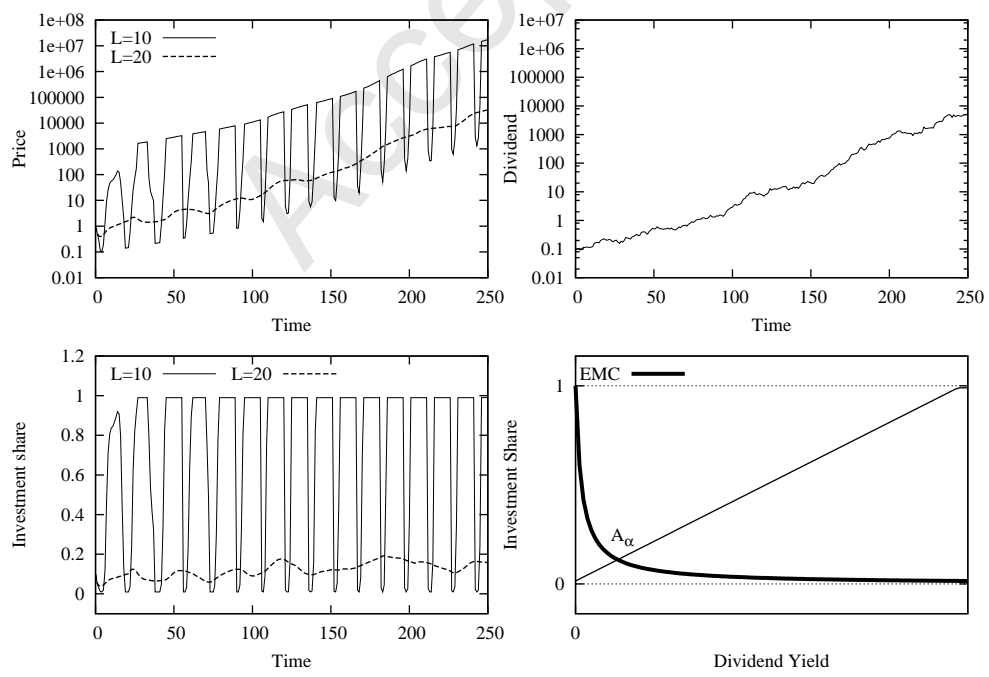 1e+08
1e+07
1e+06
100000
10000
1000
100
10
1
0.1
0.01
Price
L=10
L=20
0 50 100 150 200 250
Time
1e+07
1e+06
100000
10000
1000
100
10
1
0.1
0.01
Dividend
0 50 100 150 200 250
Time
1.2
1
0.8
0.6
0.4
0.2
0
Investment share
L=10 L=20
0 50 100 150 200 250
Time
EMC
1
0
Investment Share
Aα
0
Dividend Yield
Accep